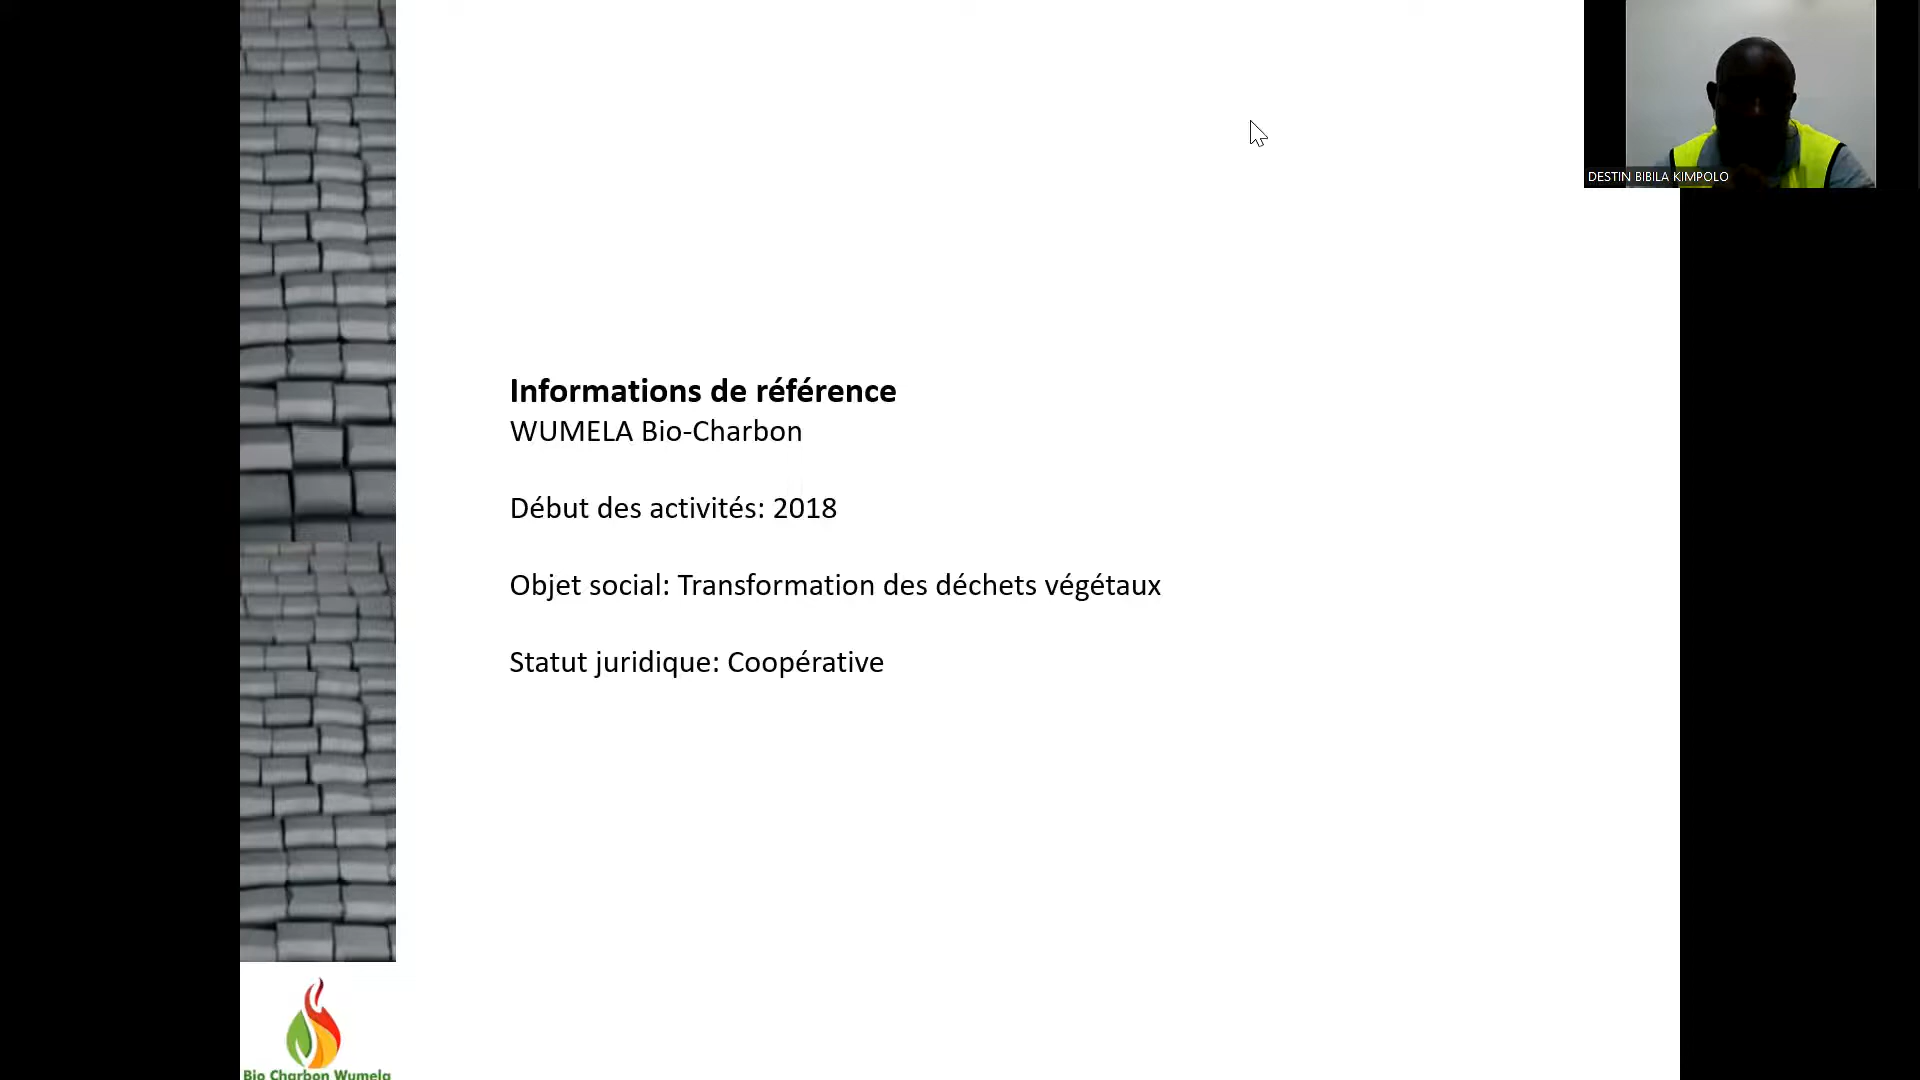 DESTIN BIBILA KIMPOLO
Informations de référence
WUMELA Bio-Charbon
Début des activités: 2018
Objet social: Transformation des déchets végétaux
Statut juridique: Coopérative
Bio Charbon Wumela